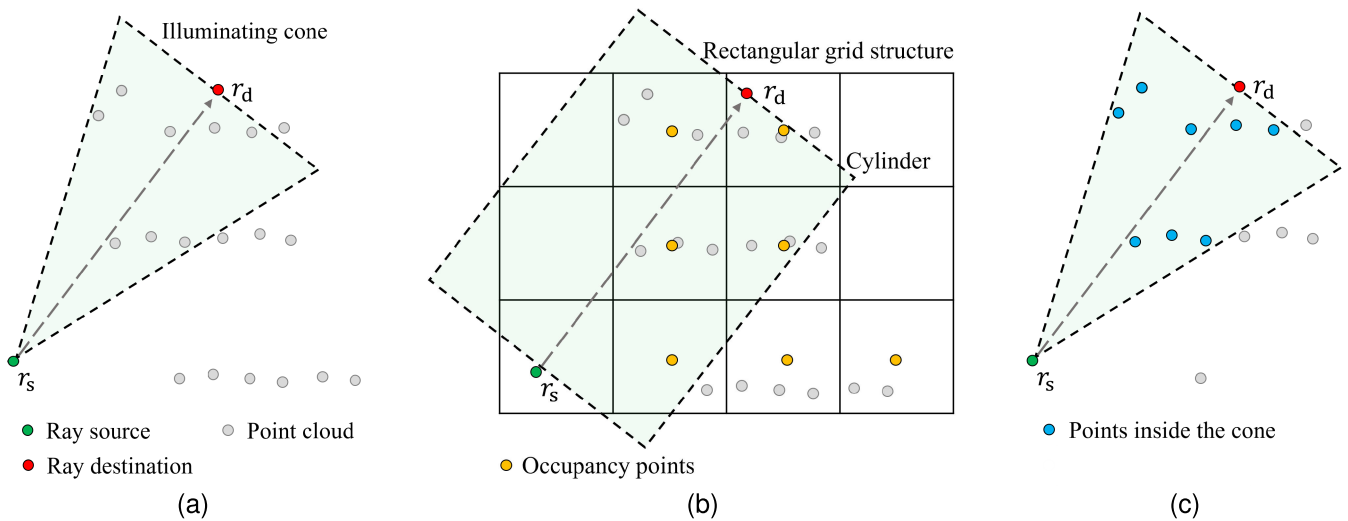 Illuminating cone
r_d
r_s
Ray source
Point cloud
Ray destination
(a)
Rectangular grid structure
r_d
Cylinder
r_s
Occupancy points
(b)
r_d
r_s
Points inside the cone
(c)